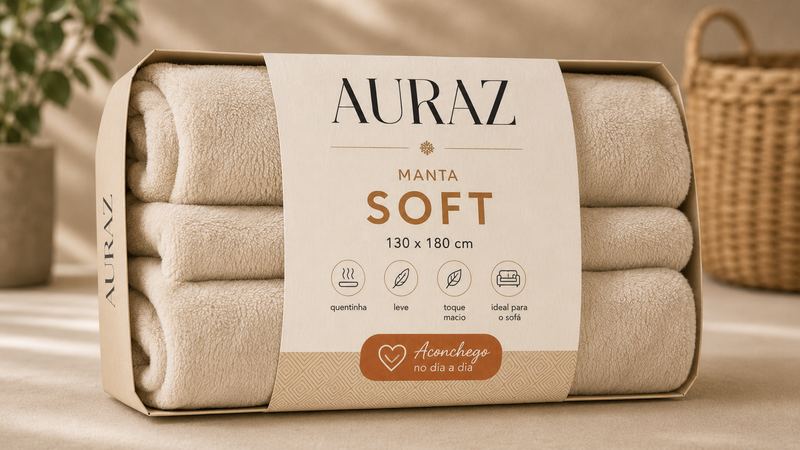 AURAZ
AURAZ
MANTA
SOFT
130 x 180 cm
quentinha
leve
toque
macio
ideal para
o sofá
Aconchego
no dia a dia